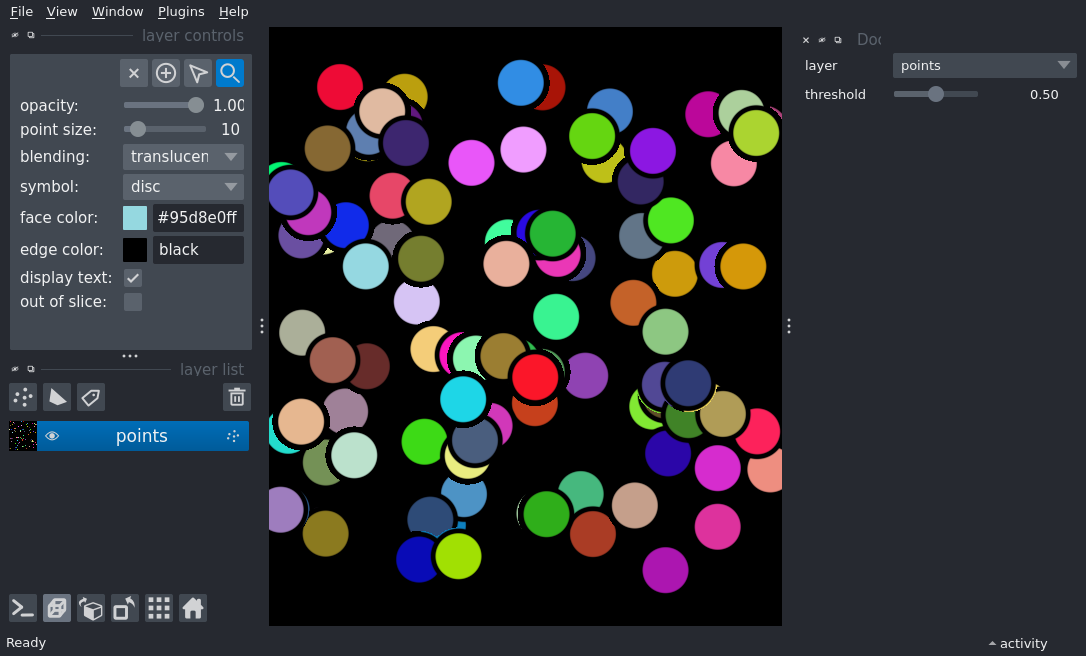 File View Window Plugins Help
layer controls
opacity: 1.00
point size: 10
blending: translucen
symbol: disc
face color: #95d8e0ff
edge color: black
display text:
out of slice:
layer list
points
Doc
layer points
threshold 0.50
Ready
activity